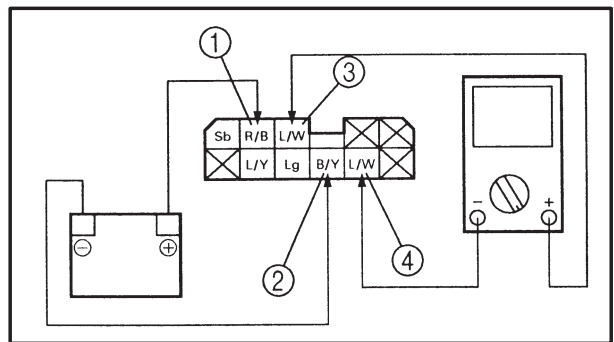 ① ③
Sb R/B L/W
L/Y Lg B/Y L/W
− +
− +
② ④